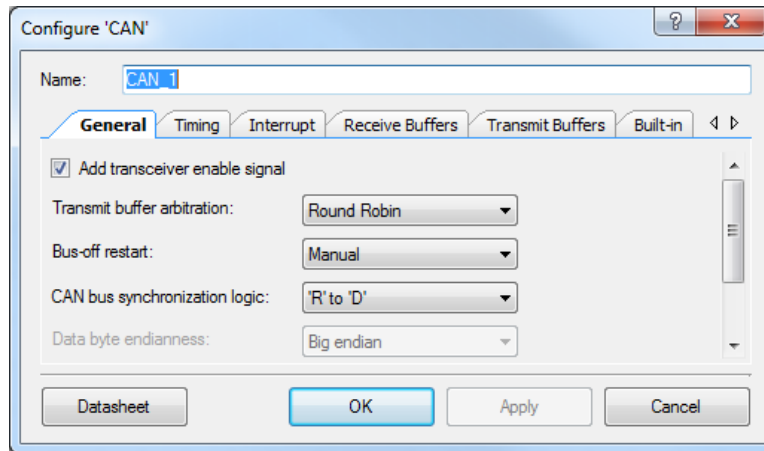 Configure 'CAN'
Name: CAN_1
General Timing Interrupt Receive Buffers Transmit Buffers Built-in
Add transceiver enable signal
Transmit buffer arbitration: Round Robin
Bus-off restart: Manual
CAN bus synchronization logic: 'R' to 'D'
Data byte endianness: Big endian
Datasheet OK Apply Cancel